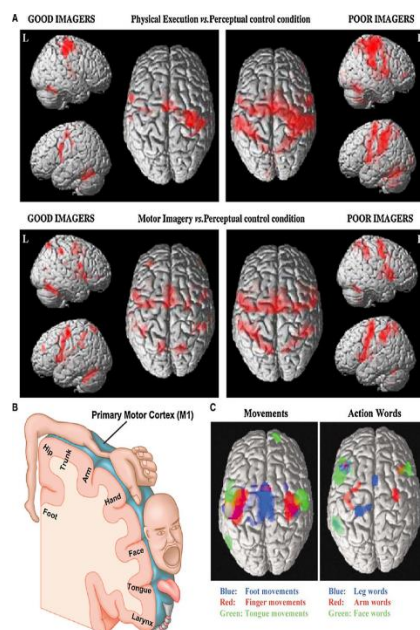 A
GOOD IMAGERS Physical Execution vs. Perceptual control condition POOR IMAGERS
L
GOOD IMAGERS Motor Imagery vs. Perceptual control condition POOR IMAGERS
L
B
Primary Motor Cortex (M1)
Hip
Trunk
Arm
Hand
Foot
Face
Tongue
Larynx
C
Movements Action Words
Blue: Foot movements Blue: Leg words
Red: Finger movements Red: Arm words
Green: Tongue movements Green: Face words